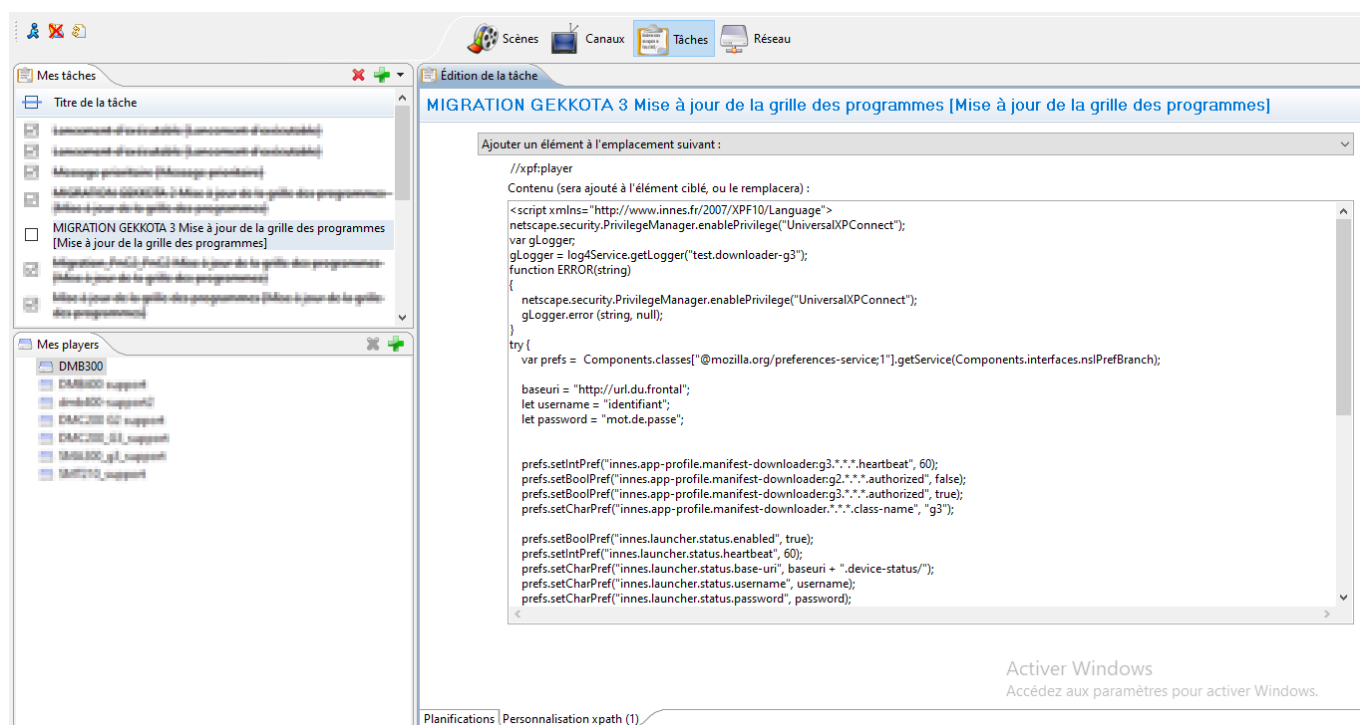 Scènes
Canaux
Tâches
Réseau
Mes tâches
Titre de la tâche
MIGRATION GEKKOTA 3 Mise à jour de la grille des programmes
[Mise à jour de la grille des programmes]
Mes players
DMB300
Édition de la tâche
MIGRATION GEKKOTA 3 Mise à jour de la grille des programmes [Mise à jour de la grille des programmes]
Ajouter un élément à l'emplacement suivant :
//xpf:player
Contenu (sera ajouté à l'élément ciblé, ou le remplacera) :
<script xmlns="http://www.innes.fr/2007/XPF10/Language">
netscape.security.PrivilegeManager.enablePrivilege("UniversalXPConnect");
var gLogger;
gLogger = log4Service.getLogger("test.downloader-g3");
function ERROR(string)
{
netscape.security.PrivilegeManager.enablePrivilege("UniversalXPConnect");
gLogger.error (string, null);
}
try {
var prefs = Components.classes["@mozilla.org/preferences-service;1"].getService(Components.interfaces.nsIPrefBranch);
baseuri = "http://url.du.frontal";
let username = "identifiant";
let password = "mot.de.passe";
prefs.setIntPref("innes.app-profile.manifest-downloader:g3.*.*.*.heartbeat", 60);
prefs.setBoolPref("innes.app-profile.manifest-downloader:g2.*.*.*.authorized", false);
prefs.setBoolPref("innes.app-profile.manifest-downloader:g3.*.*.*.authorized", true);
prefs.setCharPref("innes.app-profile.manifest-downloader.*.*.*.class-name", "g3");
prefs.setBoolPref("innes.launcher.status.enabled", true);
prefs.setIntPref("innes.launcher.status.heartbeat", 60);
prefs.setCharPref("innes.launcher.status.base-uri", baseuri + ".device-status/");
prefs.setCharPref("innes.launcher.status.username", username);
prefs.setCharPref("innes.launcher.status.password", password);
Activer Windows
Accédez aux paramètres pour activer Windows.
Planifications
Personnalisation xpath (1)